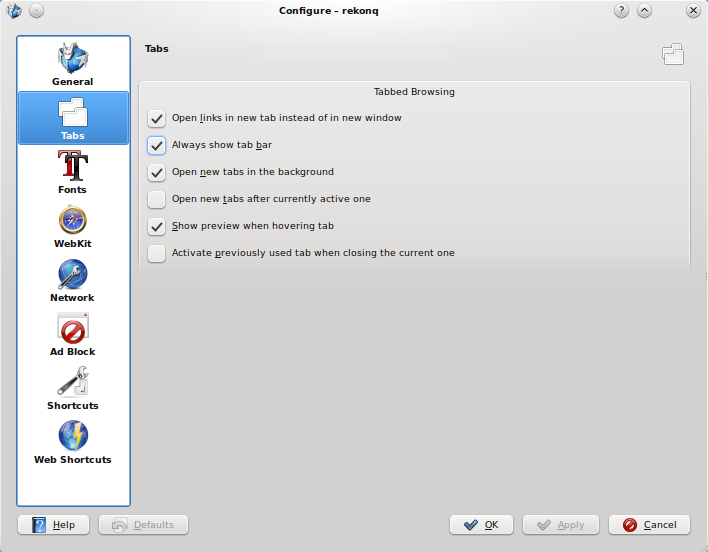 Configure – rekonq
General
Tabs
Fonts
WebKit
Network
Ad Block
Shortcuts
Web Shortcuts
Tabs
Tabbed Browsing
Open links in new tab instead of in new window
Always show tab bar
Open new tabs in the background
Open new tabs after currently active one
Show preview when hovering tab
Activate previously used tab when closing the current one
Help
Defaults
OK
Apply
Cancel